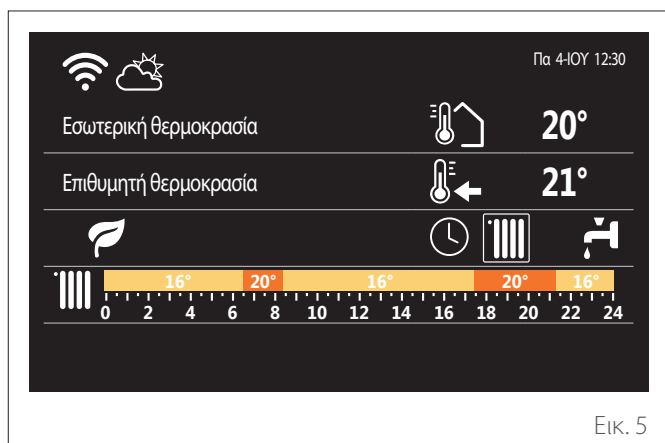 Πα 4-ΙΟΥ 12:30
Εσωτερική θερμοκρασία 20°
Επιθυμητή θερμοκρασία 21°
16° 20° 16° 20° 16°
0 2 4 6 8 10 12 14 16 18 20 22 24
Εικ. 5